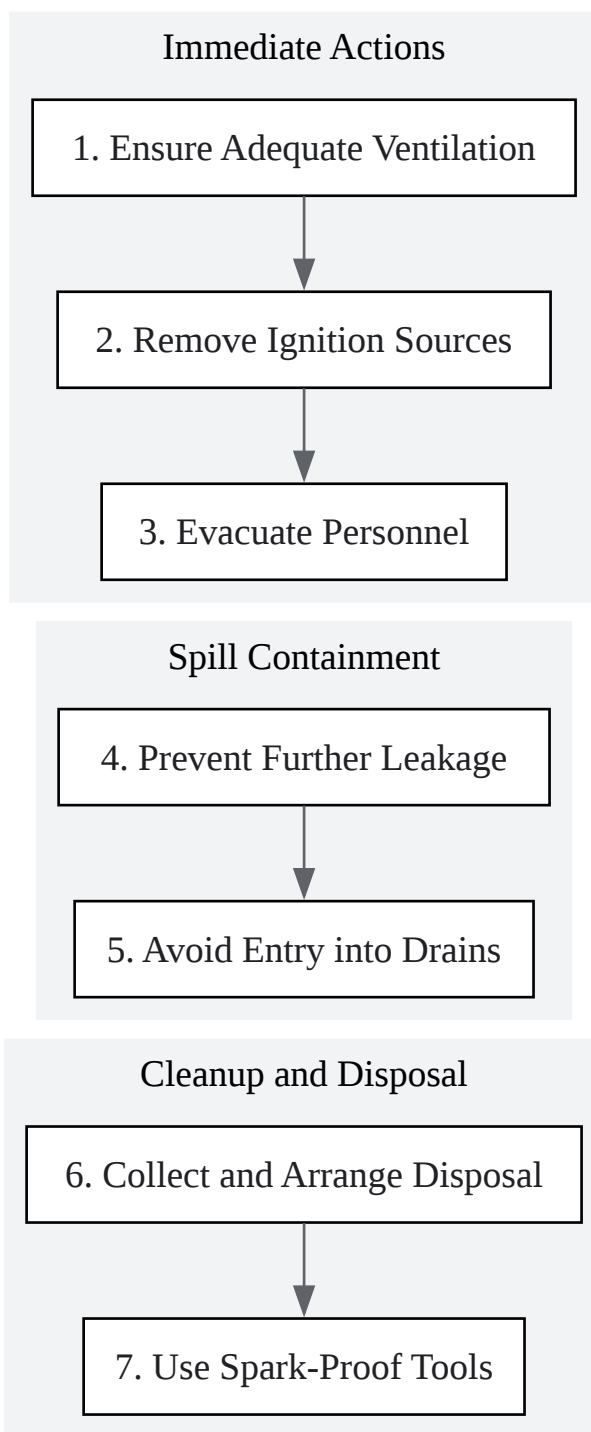 Immediate Actions
1. Ensure Adequate Ventilation
2. Remove Ignition Sources
3. Evacuate Personnel
Spill Containment
4. Prevent Further Leakage
5. Avoid Entry into Drains
Cleanup and Disposal
6. Collect and Arrange Disposal
7. Use Spark-Proof Tools